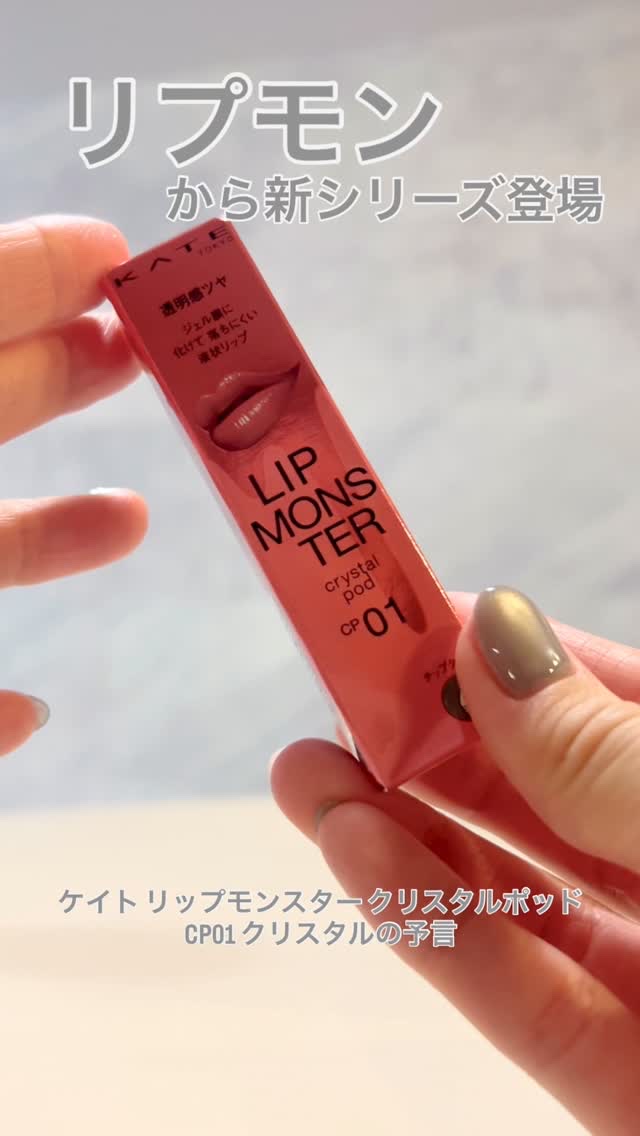 リプモン
から新シリーズ登場
KATE
TOKYO
透明感ツヤ
ジェル膜に
化けて 落ちにくい
液状リップ
LIP
MONS
TER
crystal
pod
CP 01
ケイト リップモンスタークリスタルポッド
CP01 クリスタルの予言